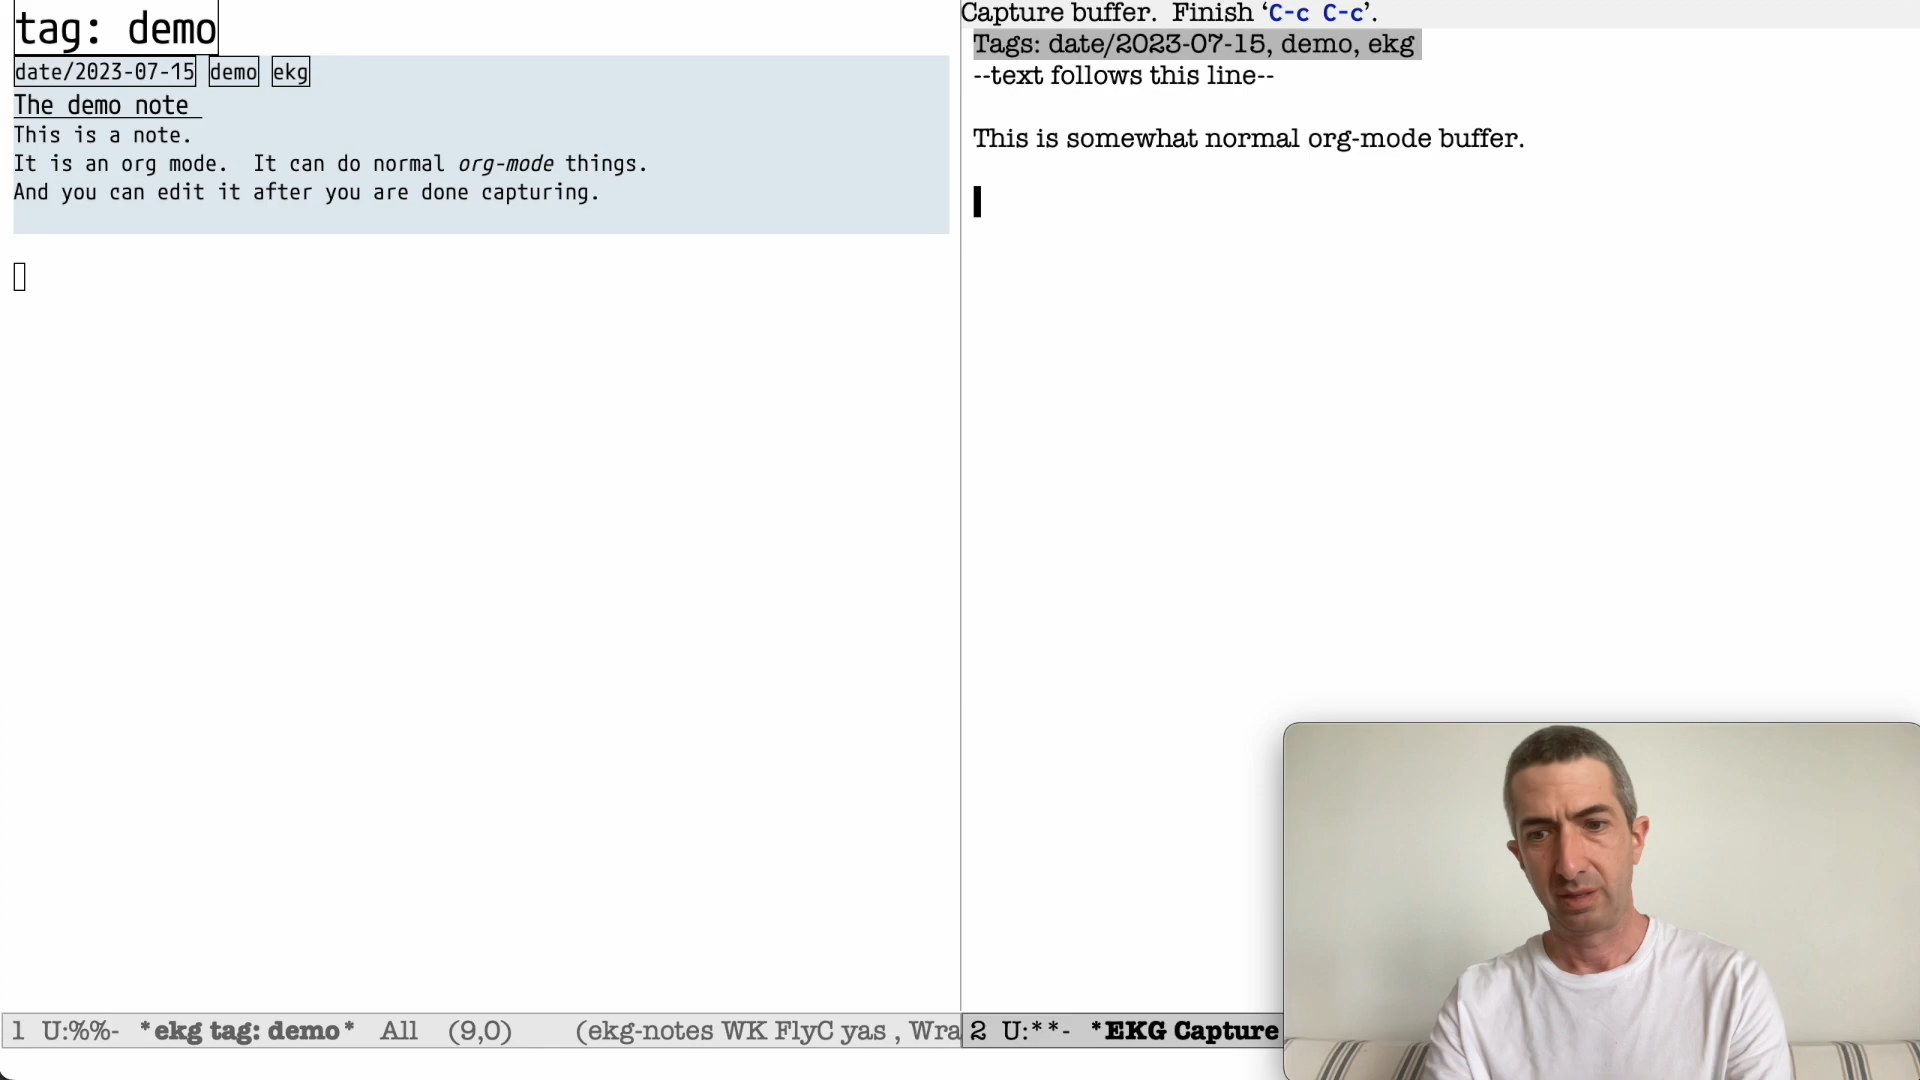 tag: demo
date/2023-07-15 demo ekg
The demo note
This is a note.
It is an org mode.  It can do normal org-mode things.
And you can edit it after you are done capturing.
1 U:%%-  *ekg tag: demo*  All  (9,0)  (ekg-notes WK FlyC yas , Wra
Capture buffer.  Finish ‘C-c C-c’.
Tags: date/2023-07-15, demo, ekg
--text follows this line--
This is somewhat normal org-mode buffer.
2 U:**-  *EKG Capture